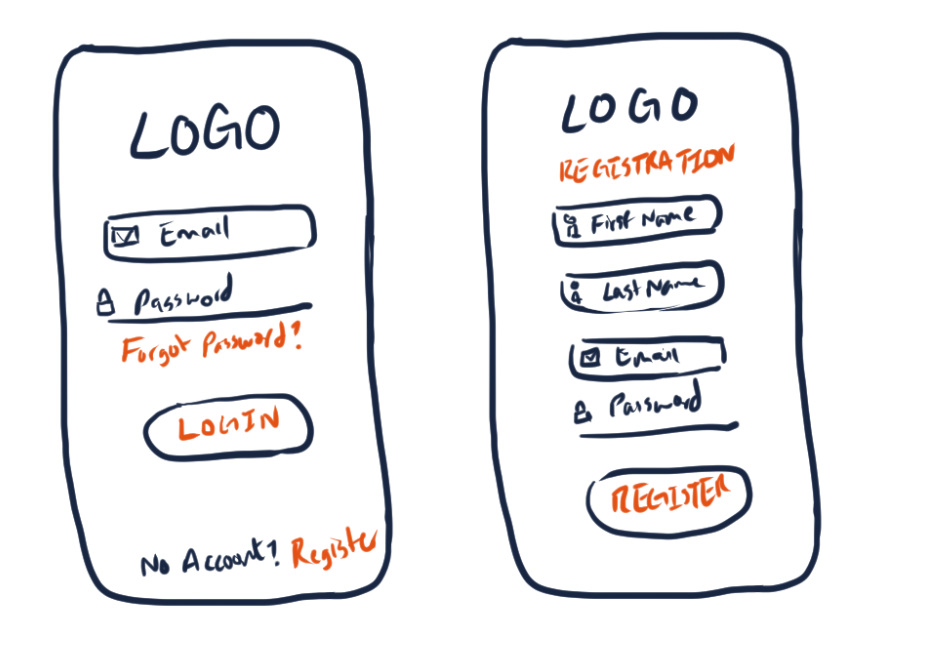 LOGO
Email
Password
Forgot Password?
LOGIN
No Account? Register
LOGO
REGISTRATION
First Name
Last Name
Email
Password
REGISTER